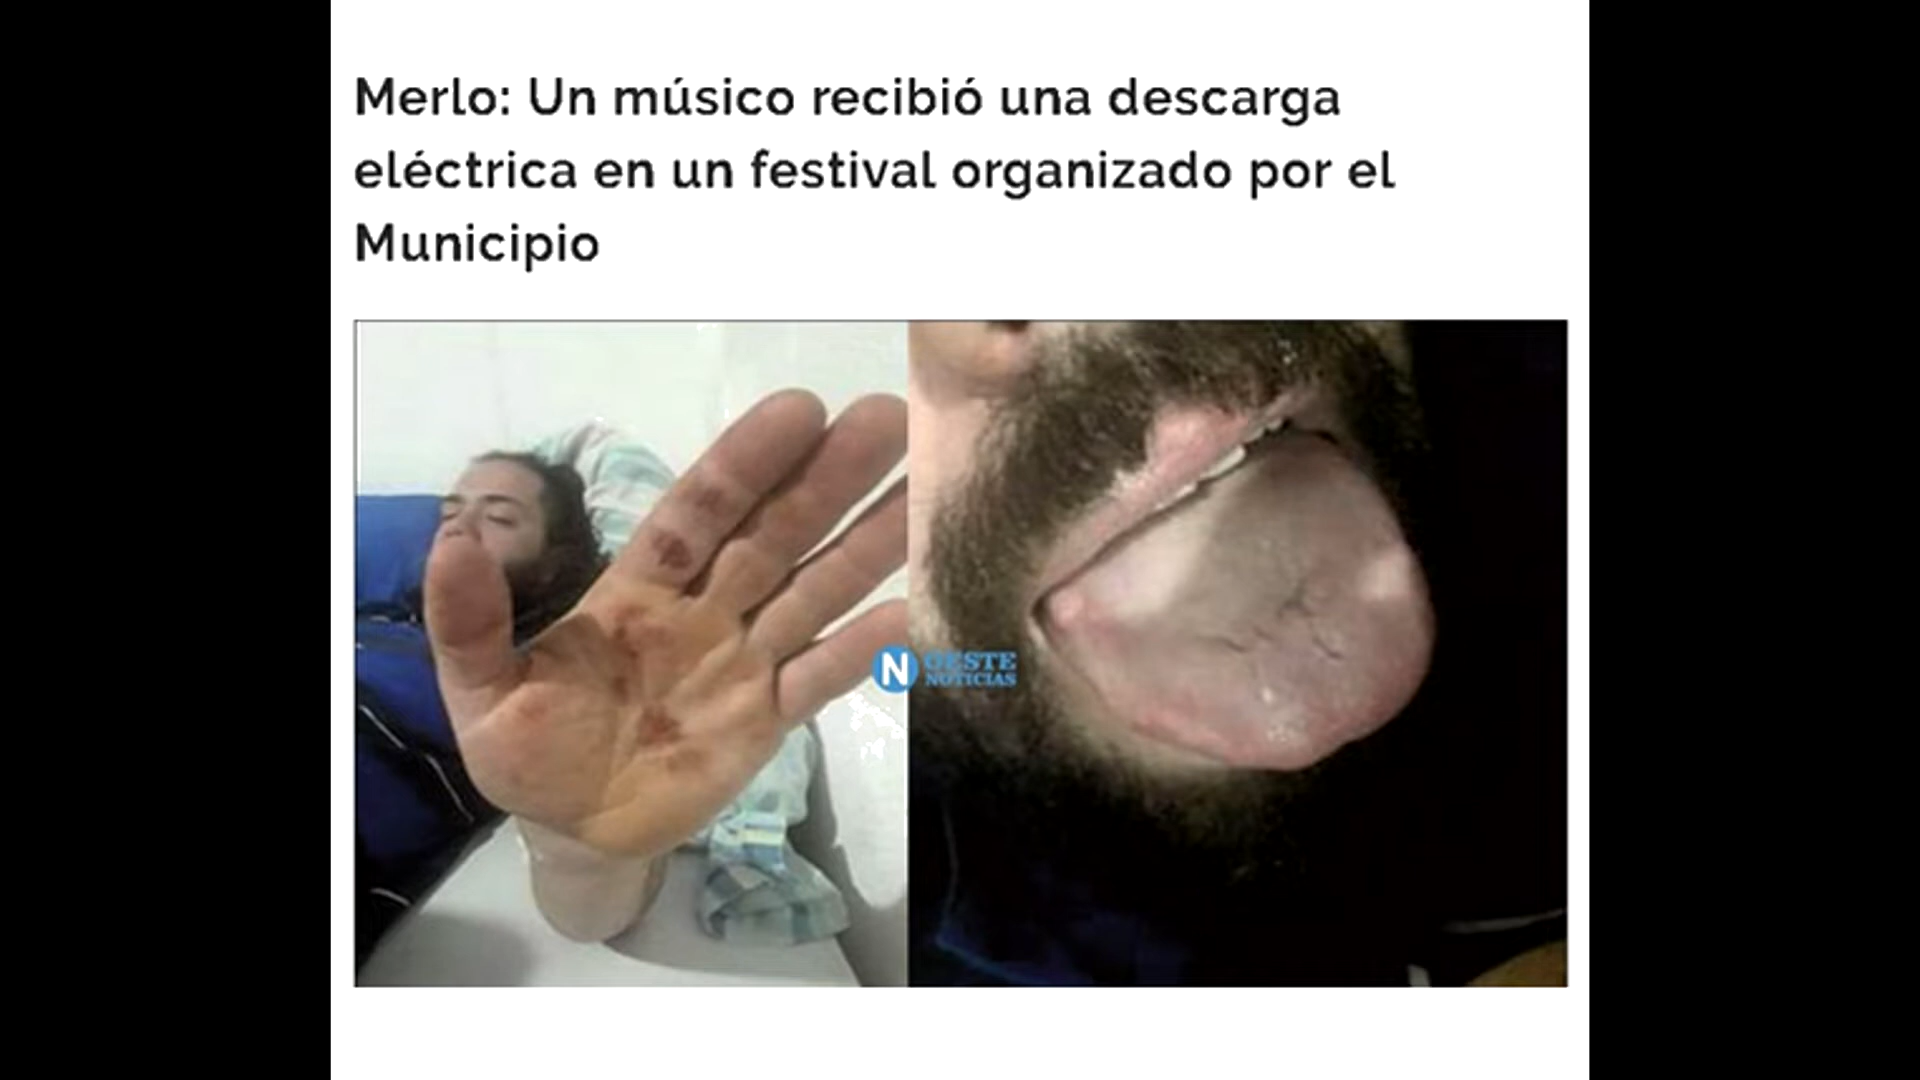 Merlo: Un músico recibió una descarga
eléctrica en un festival organizado por el
Municipio
N OESTE
NOTICIAS